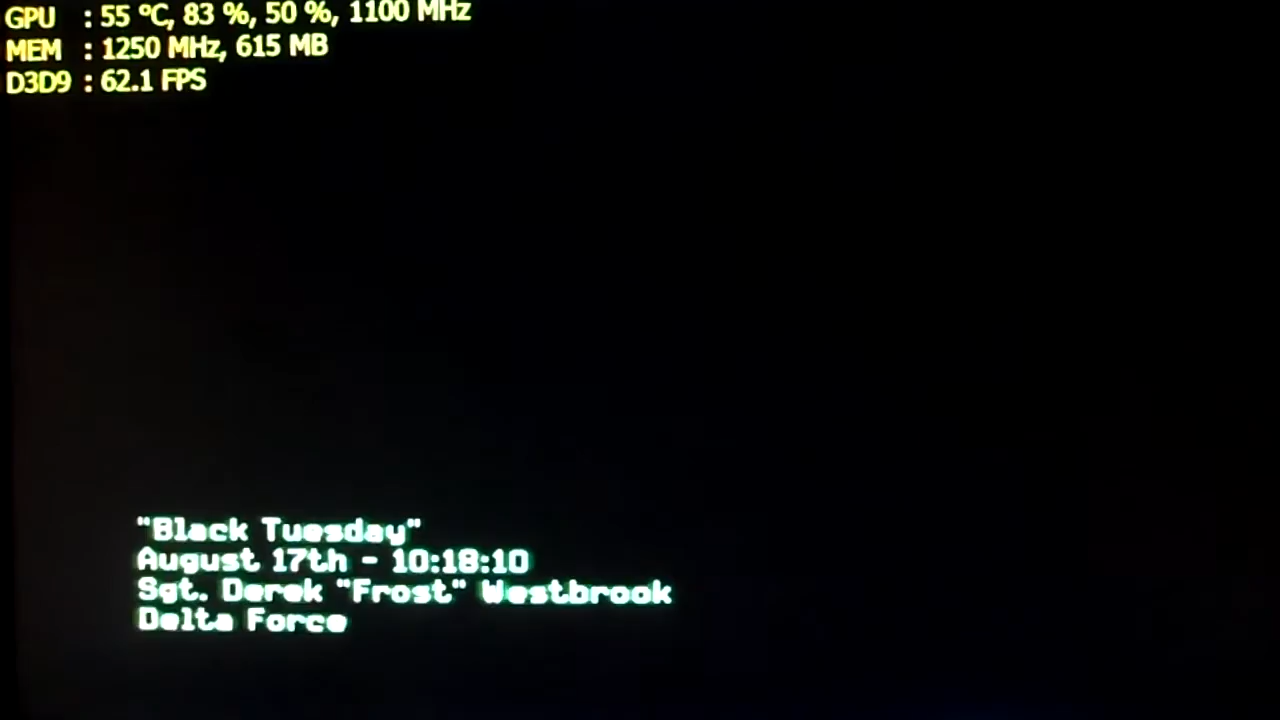 GPU : 55 ºC, 83 %, 50 %, 1100 MHz
MEM : 1250 MHz, 615 MB
D3D9 : 62.1 FPS
"Black Tuesday"
August 17th - 10:18:10
Sgt. Derek "Frost" Westbrook
Delta Force